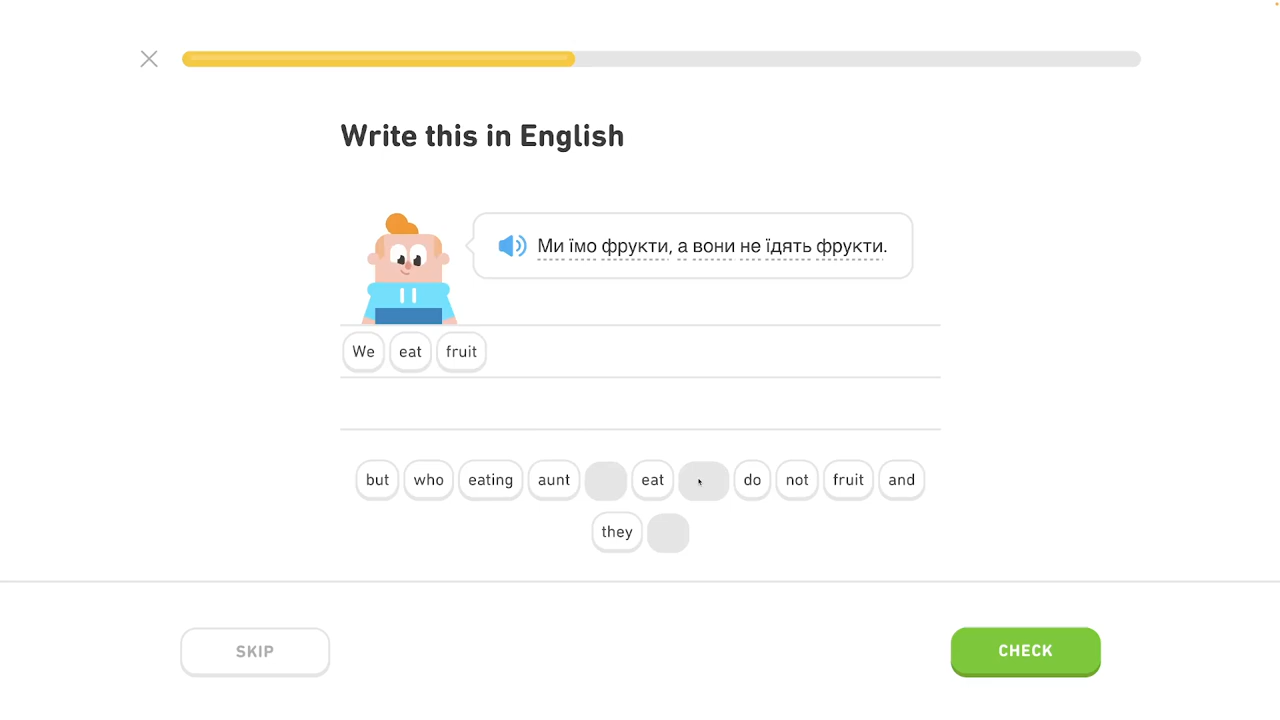 Write this in English
Ми їмо фрукти, а вони не їдять фрукти.
We eat fruit
but who eating aunt eat do not fruit and
they
SKIP
CHECK